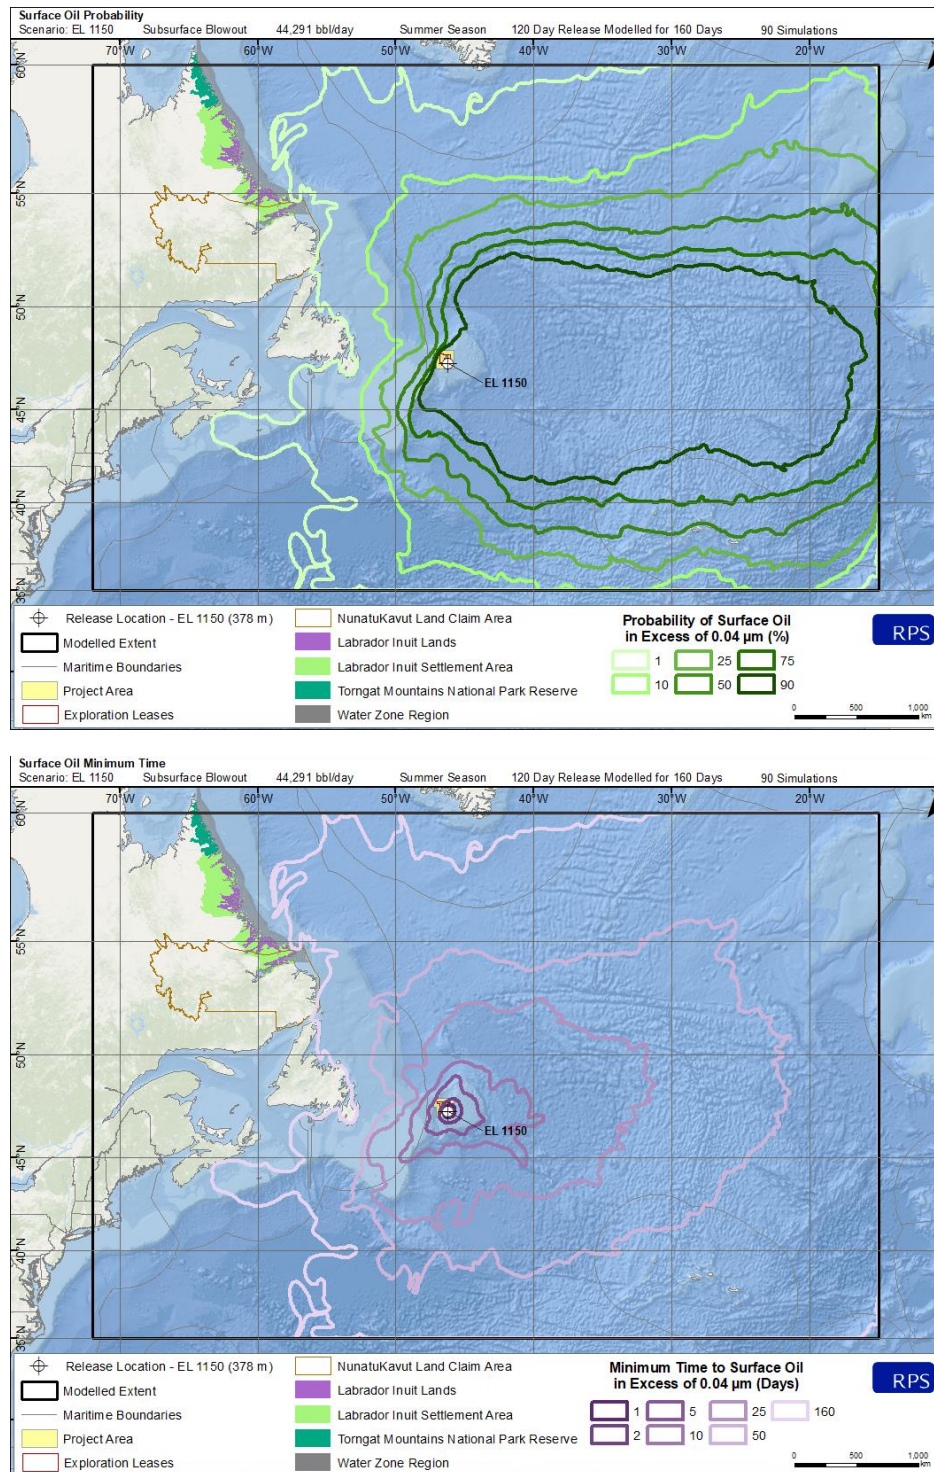 Surface Oil Probability
Scenario: EL 1150 Subsurface Blowout 44,291 bbl/day Summer Season 120 Day Release Modelled for 160 Days 90 Simulations
70°W 60°W 50°W 40°W 30°W 20°W
60°N
55°N
50°N
45°N
40°N
35°N
EL 1150
Release Location - EL 1150 (378 m)
Modelled Extent
Maritime Boundaries
Project Area
Exploration Leases
NunatuKavut Land Claim Area
Labrador Inuit Lands
Labrador Inuit Settlement Area
Torngat Mountains National Park Reserve
Water Zone Region
Probability of Surface Oil
in Excess of 0.04 µm (%)
1 25 75
10 50 90
RPS
0 500 1,000
km
Surface Oil Minimum Time
Scenario: EL 1150 Subsurface Blowout 44,291 bbl/day Summer Season 120 Day Release Modelled for 160 Days 90 Simulations
70°W 60°W 50°W 40°W 30°W 20°W
60°N
55°N
50°N
45°N
40°N
35°N
EL 1150
Release Location - EL 1150 (378 m)
Modelled Extent
Maritime Boundaries
Project Area
Exploration Leases
NunatuKavut Land Claim Area
Labrador Inuit Lands
Labrador Inuit Settlement Area
Torngat Mountains National Park Reserve
Water Zone Region
Minimum Time to Surface Oil
in Excess of 0.04 µm (Days)
1 5 25 160
2 10 50
RPS
0 500 1,000
km